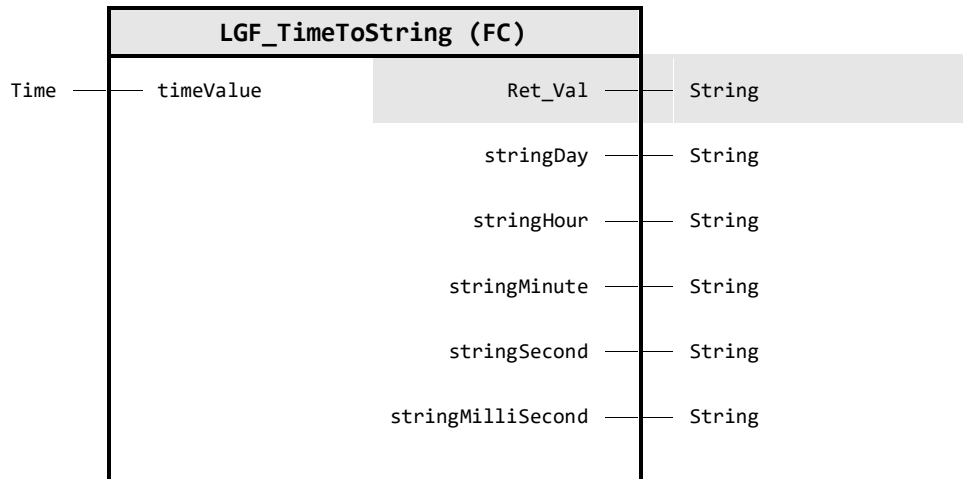 LGF_TimeToString (FC)
Time timeValue Ret_Val String
stringDay String
stringHour String
stringMinute String
stringSecond String
stringMilliSecond String